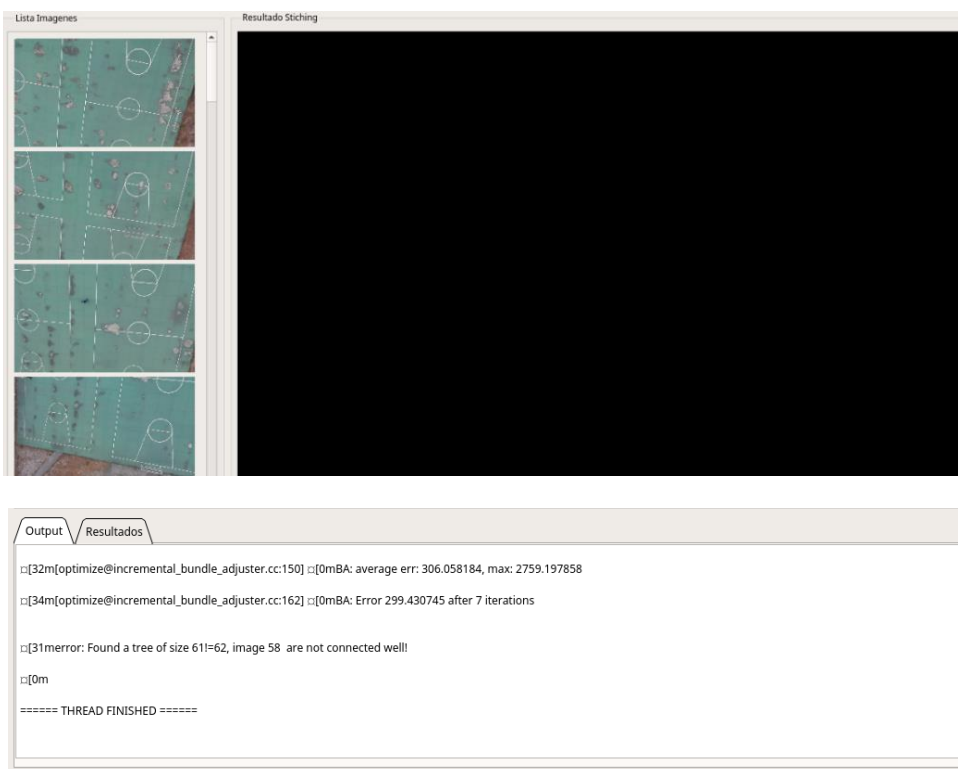 Lista Imagenes
Resultado Stiching
Output
Resultados
□[32m[optimize@incremental_bundle_adjuster.cc:150] □[0mBA: average err: 306.058184, max: 2759.197858
□[34m[optimize@incremental_bundle_adjuster.cc:162] □[0mBA: Error 299.430745 after 7 iterations
□[31merror: Found a tree of size 61!=62, image 58  are not connected well!
□[0m
====== THREAD FINISHED ======